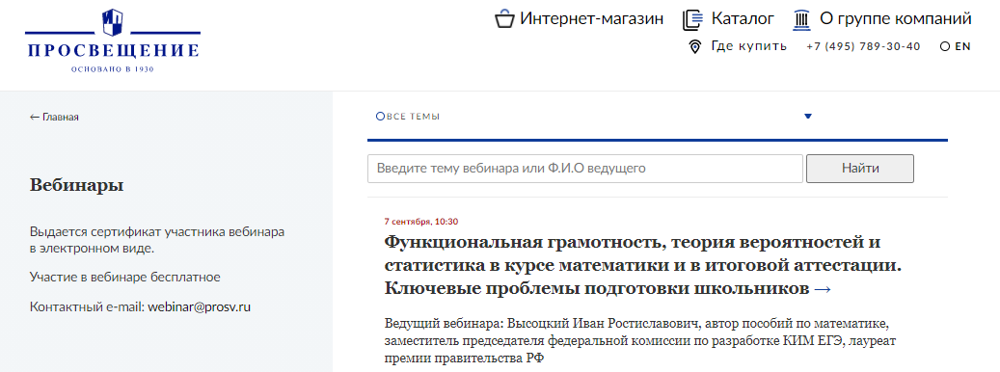 ПРОСВЕЩЕНИЕ
ОСНОВАНО В 1930
Интернет-магазин
Каталог
О группе компаний
Где купить
+7 (495) 789-30-40
EN
← Главная
Вебинары
Выдается сертификат участника вебинара
в электронном виде.
Участие в вебинаре бесплатное
Контактный e-mail: webinar@prosv.ru
ВСЕ ТЕМЫ
Введите тему вебинара или Ф.И.О ведущего
Найти
7 сентября, 10:30
Функциональная грамотность, теория вероятностей и
статистика в курсе математики и в итоговой аттестации.
Ключевые проблемы подготовки школьников →
Ведущий вебинара: Высоцкий Иван Ростиславович, автор пособий по математике,
заместитель председателя федеральной комиссии по разработке КИМ ЕГЭ, лауреат
премии правительства РФ